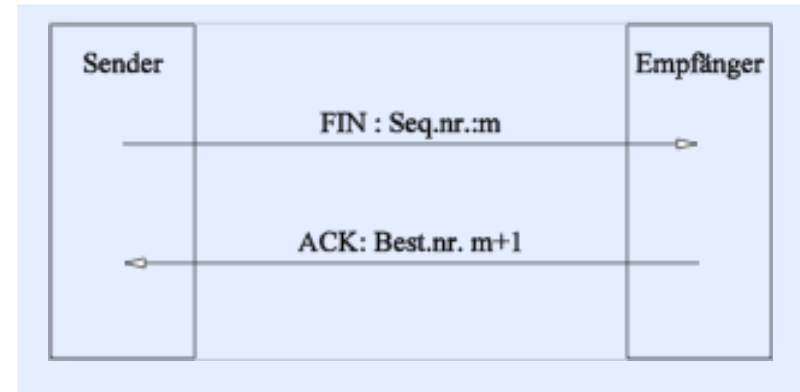 Sender
Empfänger
FIN : Seq.nr.:m
ACK: Best.nr. m+1